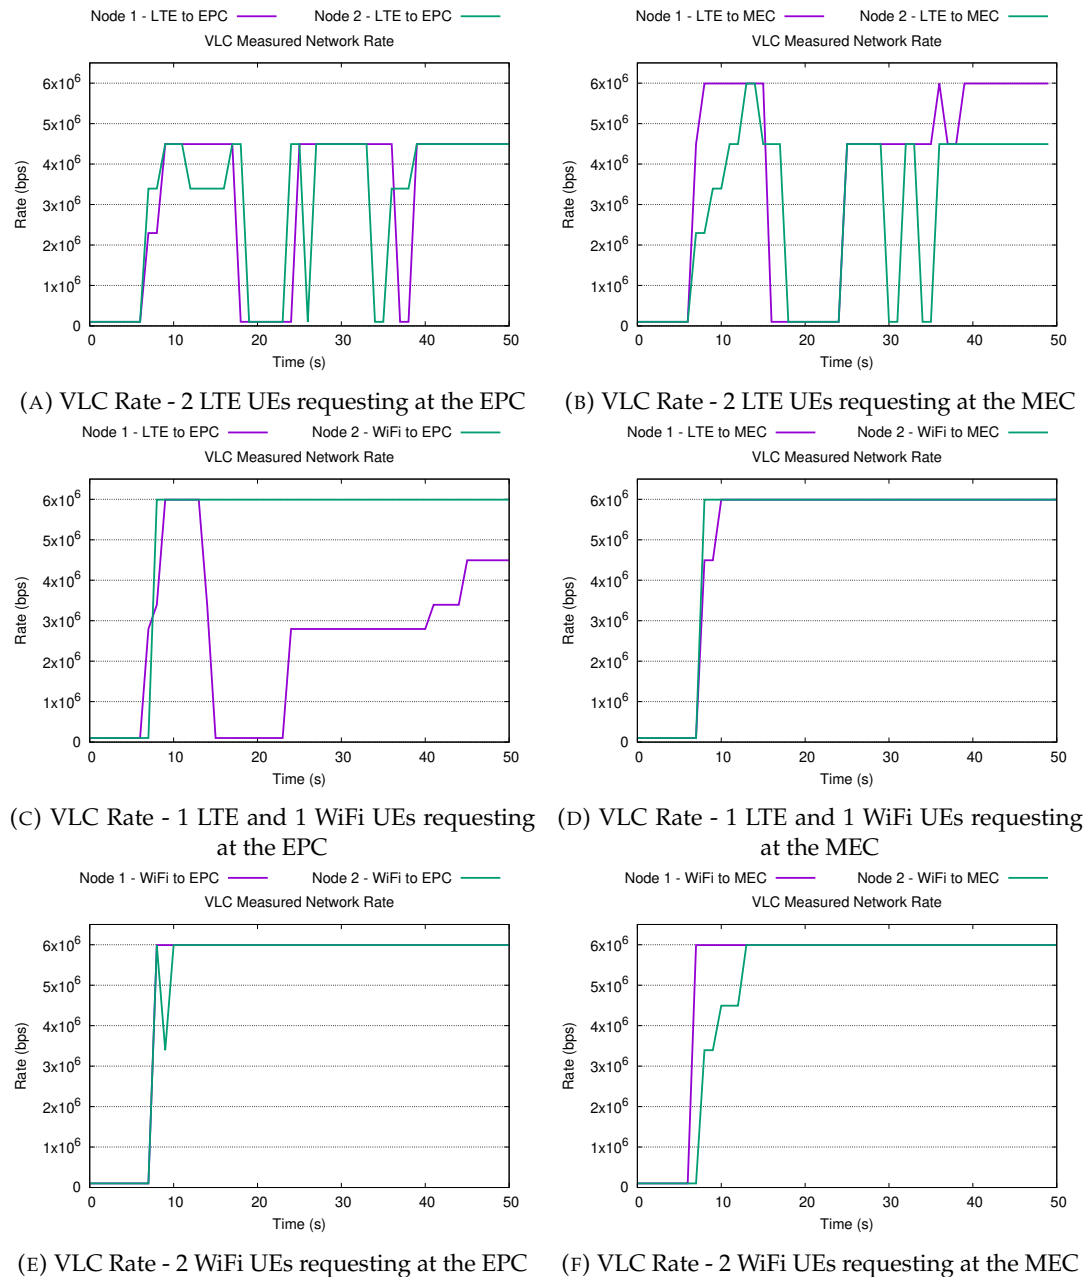 Node 1 - LTE to EPC Node 2 - LTE to EPC
VLC Measured Network Rate
Rate (bps)
6x10^6
5x10^6
4x10^6
3x10^6
2x10^6
1x10^6
0
0 10 20 30 40 50
Time (s)
(A) VLC Rate - 2 LTE UEs requesting at the EPC
Node 1 - LTE to MEC Node 2 - LTE to MEC
VLC Measured Network Rate
Rate (bps)
6x10^6
5x10^6
4x10^6
3x10^6
2x10^6
1x10^6
0
0 10 20 30 40 50
Time (s)
(B) VLC Rate - 2 LTE UEs requesting at the MEC
Node 1 - LTE to EPC Node 2 - WiFi to EPC
VLC Measured Network Rate
Rate (bps)
6x10^6
5x10^6
4x10^6
3x10^6
2x10^6
1x10^6
0
0 10 20 30 40 50
Time (s)
(C) VLC Rate - 1 LTE and 1 WiFi UEs requesting
at the EPC
Node 1 - LTE to MEC Node 2 - WiFi to MEC
VLC Measured Network Rate
Rate (bps)
6x10^6
5x10^6
4x10^6
3x10^6
2x10^6
1x10^6
0
0 10 20 30 40 50
Time (s)
(D) VLC Rate - 1 LTE and 1 WiFi UEs requesting
at the MEC
Node 1 - WiFi to EPC Node 2 - WiFi to EPC
VLC Measured Network Rate
Rate (bps)
6x10^6
5x10^6
4x10^6
3x10^6
2x10^6
1x10^6
0
0 10 20 30 40 50
Time (s)
(E) VLC Rate - 2 WiFi UEs requesting at the EPC
Node 1 - WiFi to MEC Node 2 - WiFi to MEC
VLC Measured Network Rate
Rate (bps)
6x10^6
5x10^6
4x10^6
3x10^6
2x10^6
1x10^6
0
0 10 20 30 40 50
Time (s)
(F) VLC Rate - 2 WiFi UEs requesting at the MEC